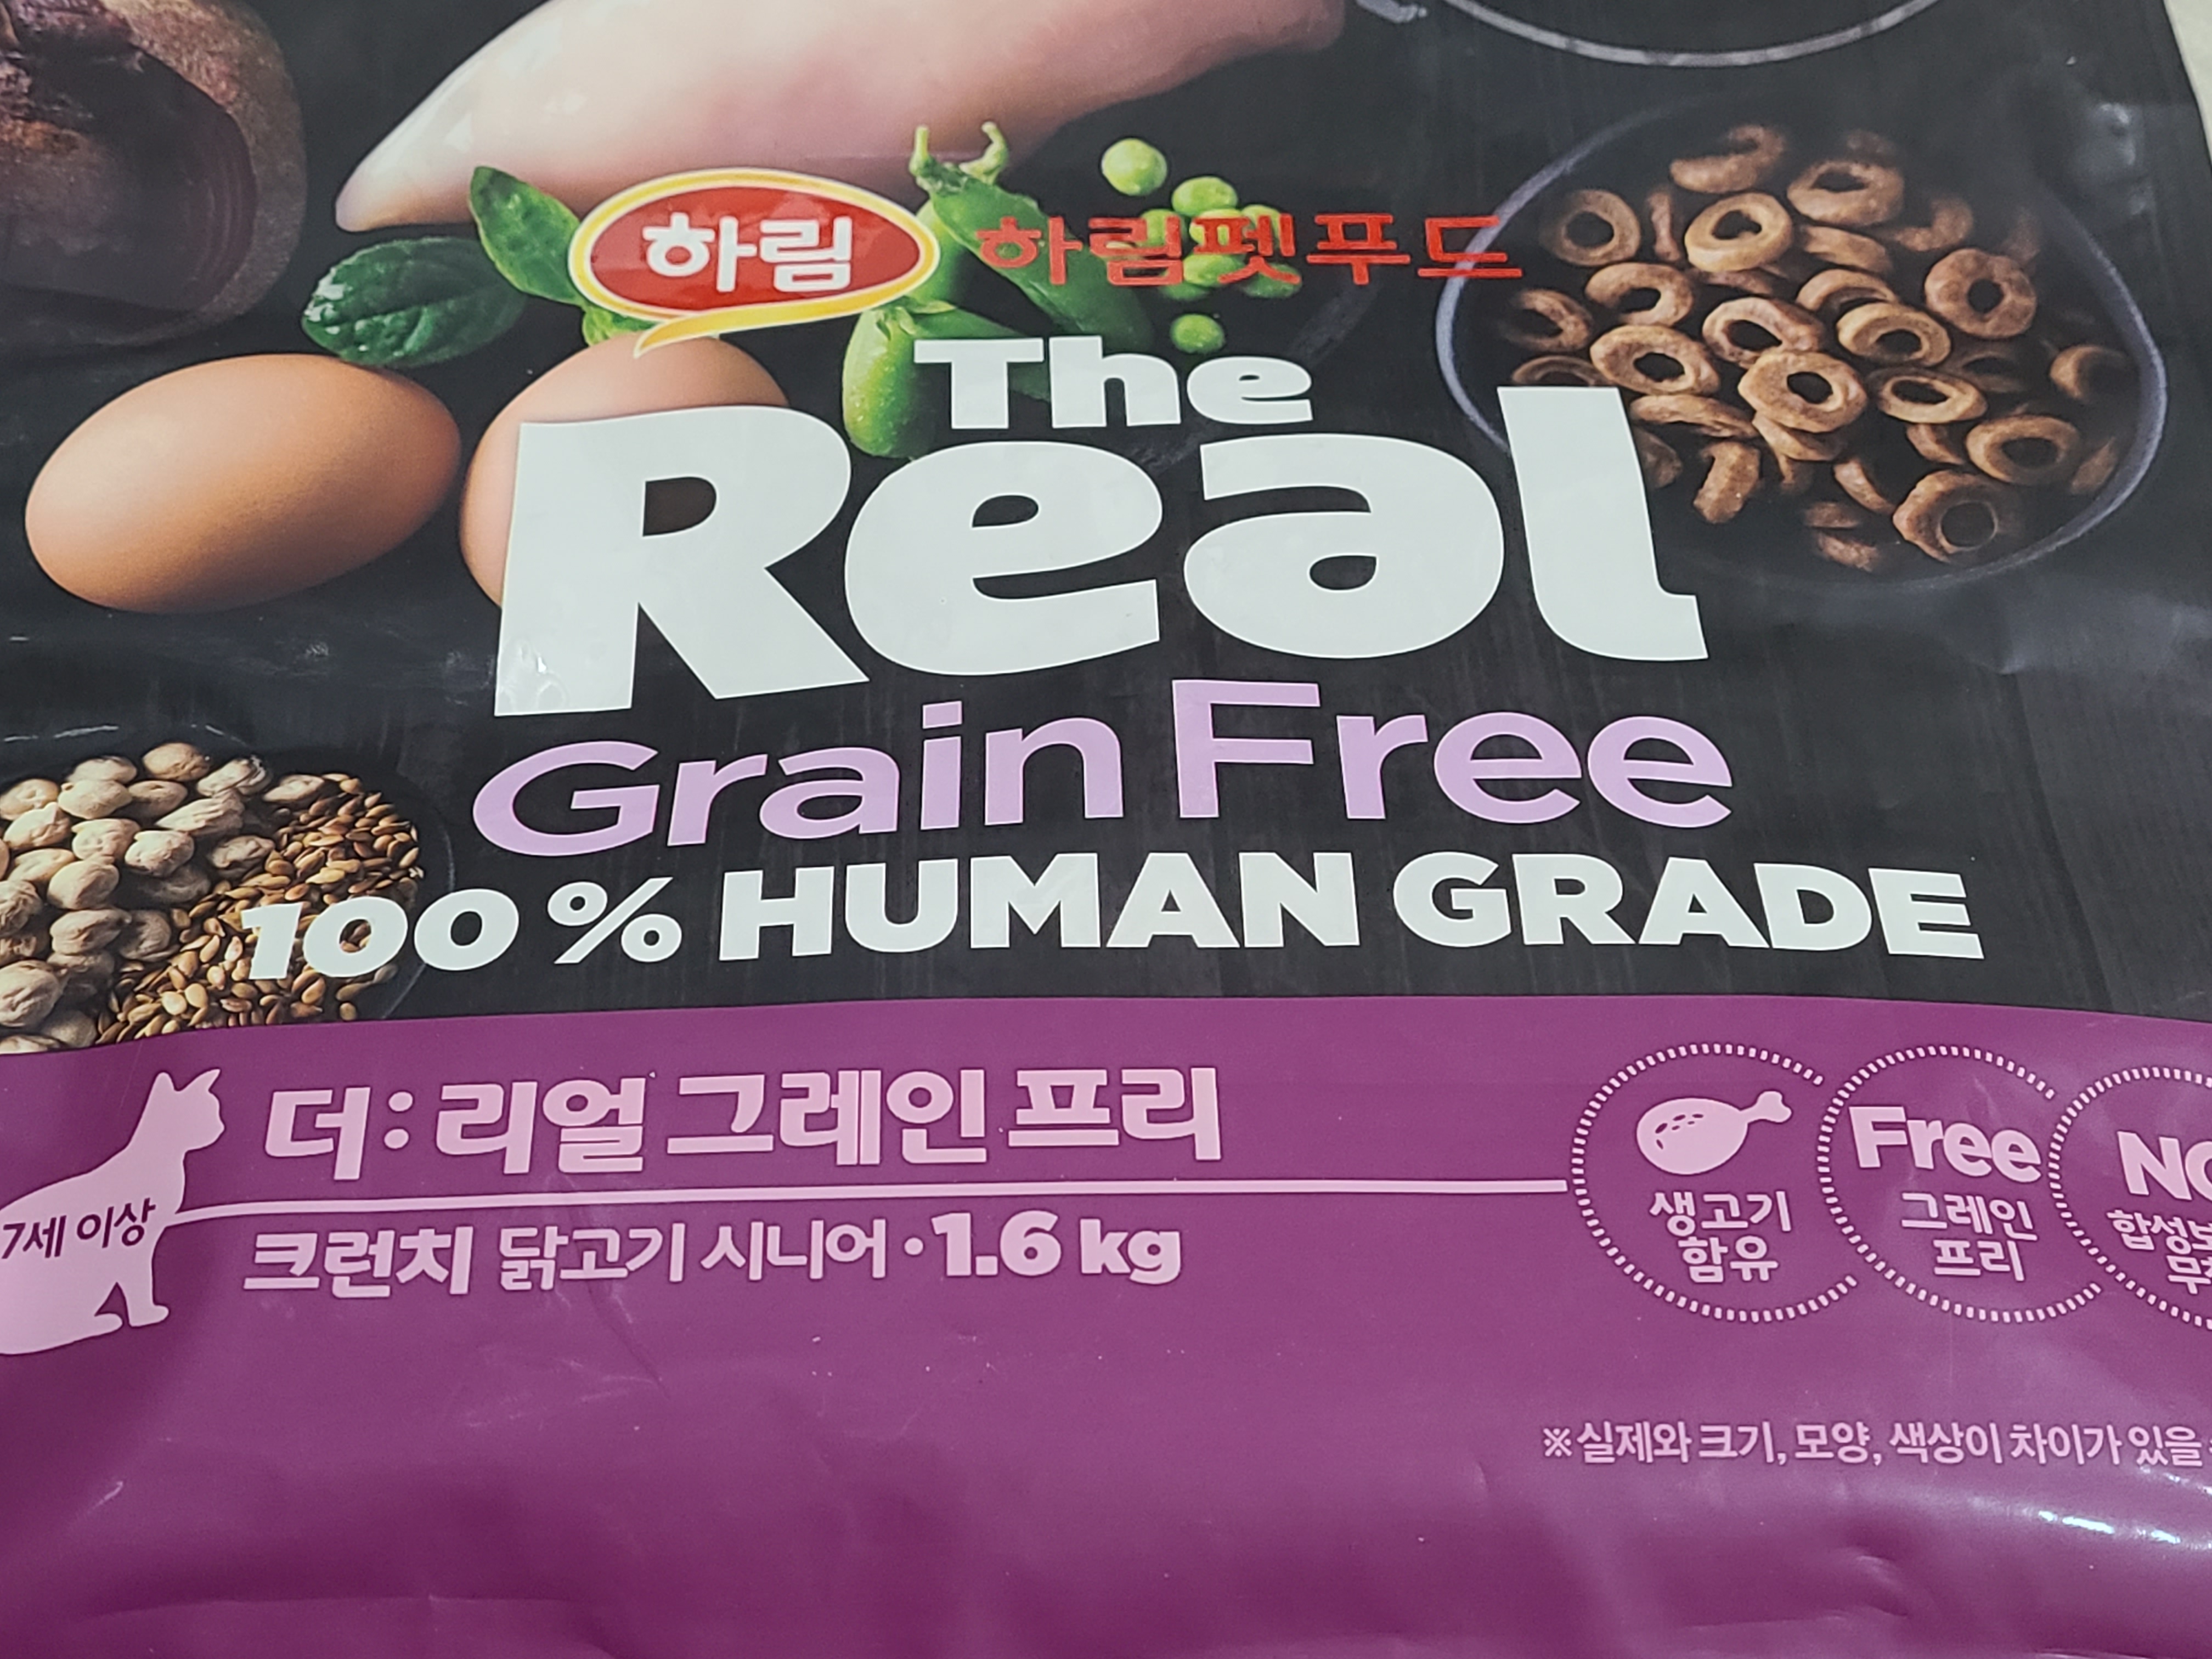 하림 하림펫푸드
The
Real
Grain Free
100 % HUMAN GRADE
더:리얼 그레인 프리
7세 이상
크런치 닭고기 시니어 • 1.6 kg
생고기
함유
Free
그레인
프리
※실제와 크기, 모양, 색상이 차이가 있을